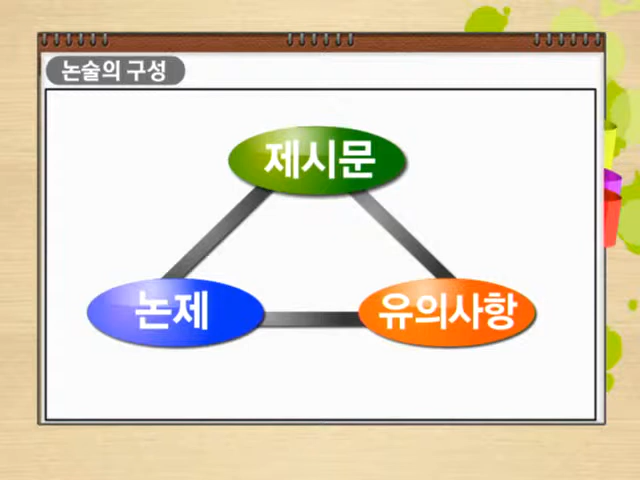 논술의 구성
제시문
논제
유의사항